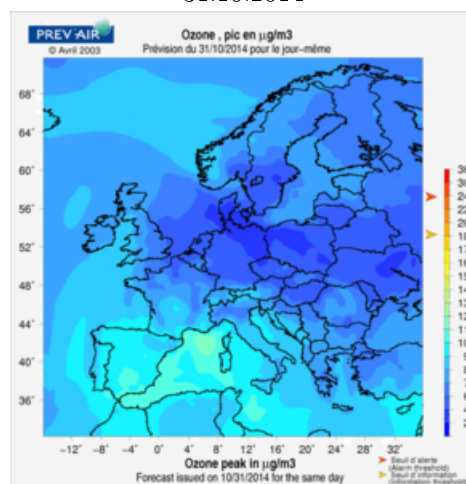 PREV'AIR
© Avril 2003
Ozone , pic en µg/m3
Prévision du 31/10/2014 pour le jour-même
68°
64°
60°
56°
52°
48°
44°
40°
36°
-12° -8° -4° 0° 4° 8° 12° 16° 20° 24° 28° 32°
Ozone peak in µg/m3
Forecast issued on 10/31/2014 for the same day
Seuil d'alerte
(Alarm threshold)
Seuil d'information
(Information threshold)